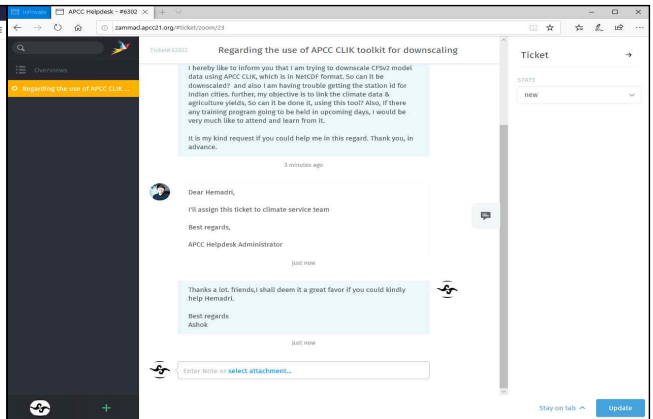 InPrivate
APCC Helpdesk - #6302
zammad.apcc21.org/#ticket/zoom/23
Ticket#
Regarding the use of APCC CLIK toolkit for downscaling
Overviews
Regarding the use of APCC CLIK ...
I hereby like to inform you that I am trying to downscale CFSv2 model
data using APCC CLIK, which is in NetCDF format. So can it be
downscaled? and also i am having trouble getting the station id for
Indian cities. further, my objective is to link the climate data &
agriculture yields, So can it be done it, using this tool? Also, if there
any training program going to be held in upcoming days, I would be
very much like to attend and learn from it.
It is my kind request if you could help me in this regard. Thank you, in
advance.
3 minutes ago
Dear Hemadri,
I'll assign this ticket to climate service team
Best regards,
APCC Helpdesk Administrator
just now
Thanks a lot. friends,I shall deem it a great favor if you could kindly
help Hemadri.
Best regards
Ashok
just now
Enter Note or select attachment...
Ticket
STATE
new
Stay on tab
Update